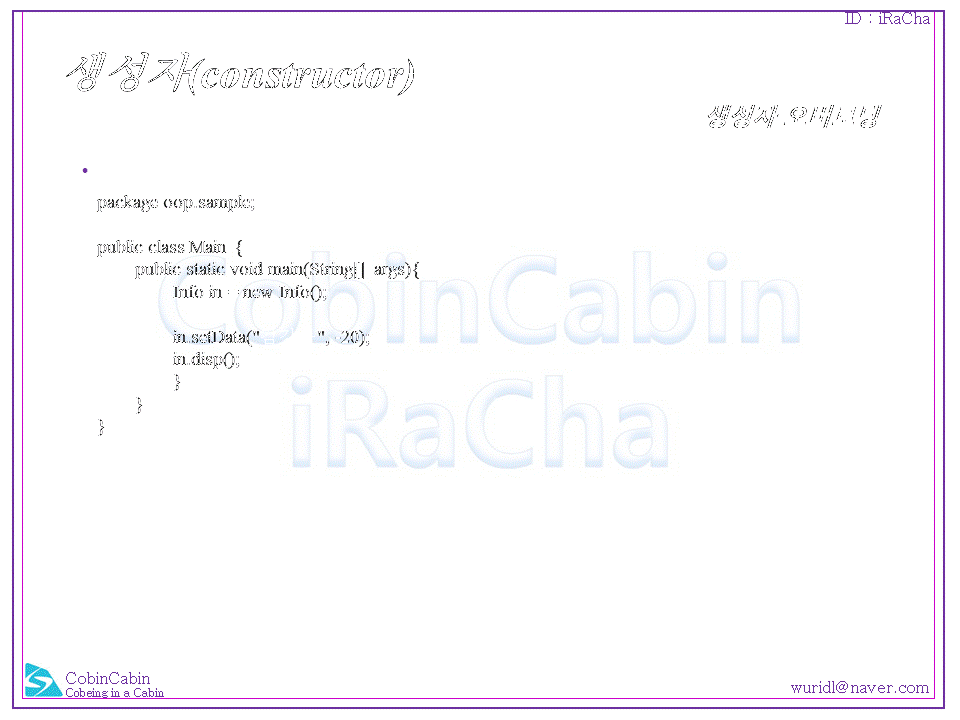 ID : iRaCha
생성자(constructor)
생성자 오버로딩
•
package oop.sample;
public class Main {
public static void main(String[] args){
Info in = new Info();
in.setData(" ", 20);
in.disp();
}
}
}
CobinCabin
iRaCha
CobinCabin
Cobeing in a Cabin
wuridl@naver.com